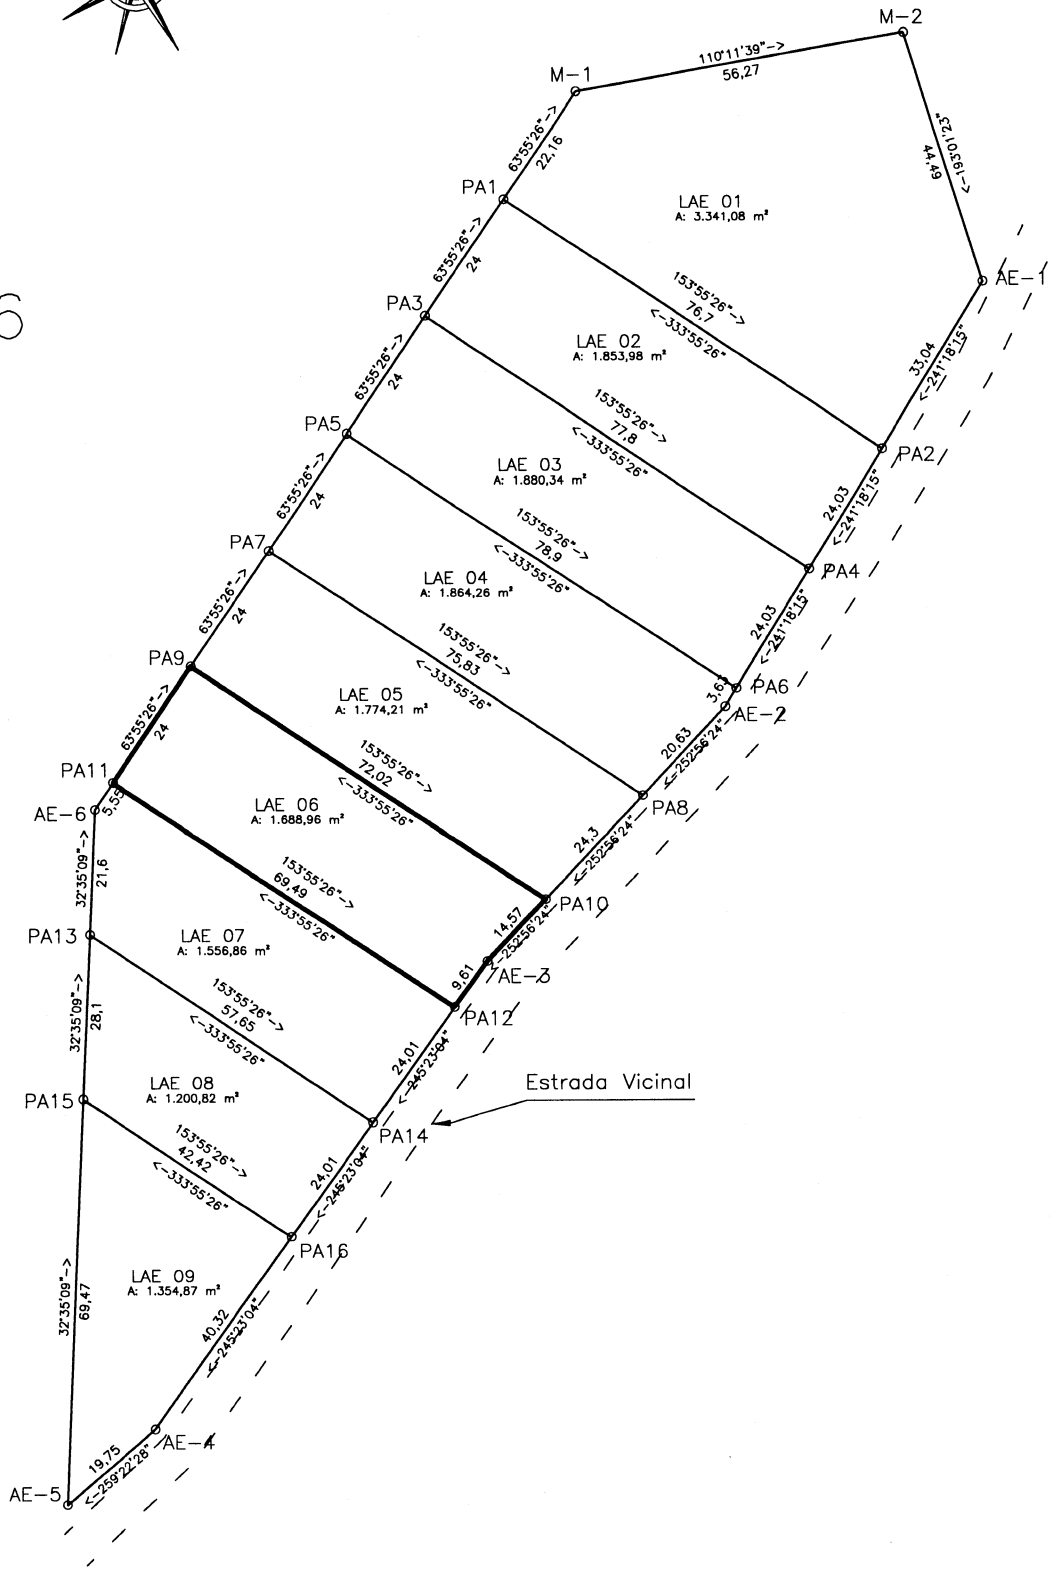 M-2
110°11'39"->
56,27
M-1
63°55'26"->
22,16
<-193°01'23"
44,49
PA1
LAE 01
A: 3.341,08 m²
AE-1
63°55'26"->
24
153°55'26"->
76,7
<-333°55'26"
33,04
<-241°18'15"
PA3
LAE 02
A: 1.853,98 m²
6
63°55'26"->
24
153°55'26"->
77,8
<-333°55'26"
PA5
PA2
LAE 03
A: 1.880,34 m²
24,03
<-241°18'15"
63°55'26"->
24
153°55'26"->
78,9
<-333°55'26"
PA7
PA4
LAE 04
A: 1.864,26 m²
24,03
<-241°18'15"
63°55'26"->
24
153°55'26"->
75,83
<-333°55'26"
PA9
PA6
3,63
AE-2
LAE 05
A: 1.774,21 m²
20,63
<-252°56'24"
63°55'26"->
24
153°55'26"->
72,02
<-333°55'26"
PA11
PA8
AE-6
5,55
LAE 06
A: 1.688,96 m²
24,3
<-252°56'24"
32°35'09"->
21,6
153°55'26"->
69,49
<-333°55'26"
PA10
14,57
<-252°56'24"
PA13
LAE 07
A: 1.556,86 m²
AE-3
9,61
PA12
32°35'09"->
28,1
153°55'26"->
57,65
<-333°55'26"
24,01
<-245°23'04"
LAE 08
A: 1.200,82 m²
Estrada Vicinal
PA15
PA14
153°55'26"->
42,42
<-333°55'26"
24,01
<-245°23'04"
PA16
LAE 09
A: 1.354,87 m²
32°35'09"->
69,47
40,32
<-245°23'04"
AE-4
19,75
<-259°22'28"
AE-5